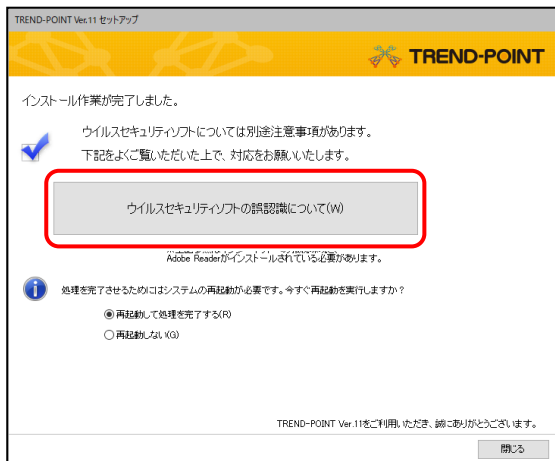 TREND-POINT Ver.11 セットアップ
TREND-POINT
インストール作業が完了しました。
ウイルスセキュリティソフトについては別途注意事項があります。
下記をよくご覧いただいた上で、対応をお願いいたします。
ウイルスセキュリティソフトの誤認識について(W)
Adobe Readerがインストールされている必要があります。
処理を完了させるためにはシステムの再起動が必要です。今すぐ再起動を実行しますか？
再起動して処理を完了する(R)
再起動しない(G)
TREND-POINT Ver.11をご利用いただき、誠にありがとうございます。
閉じる